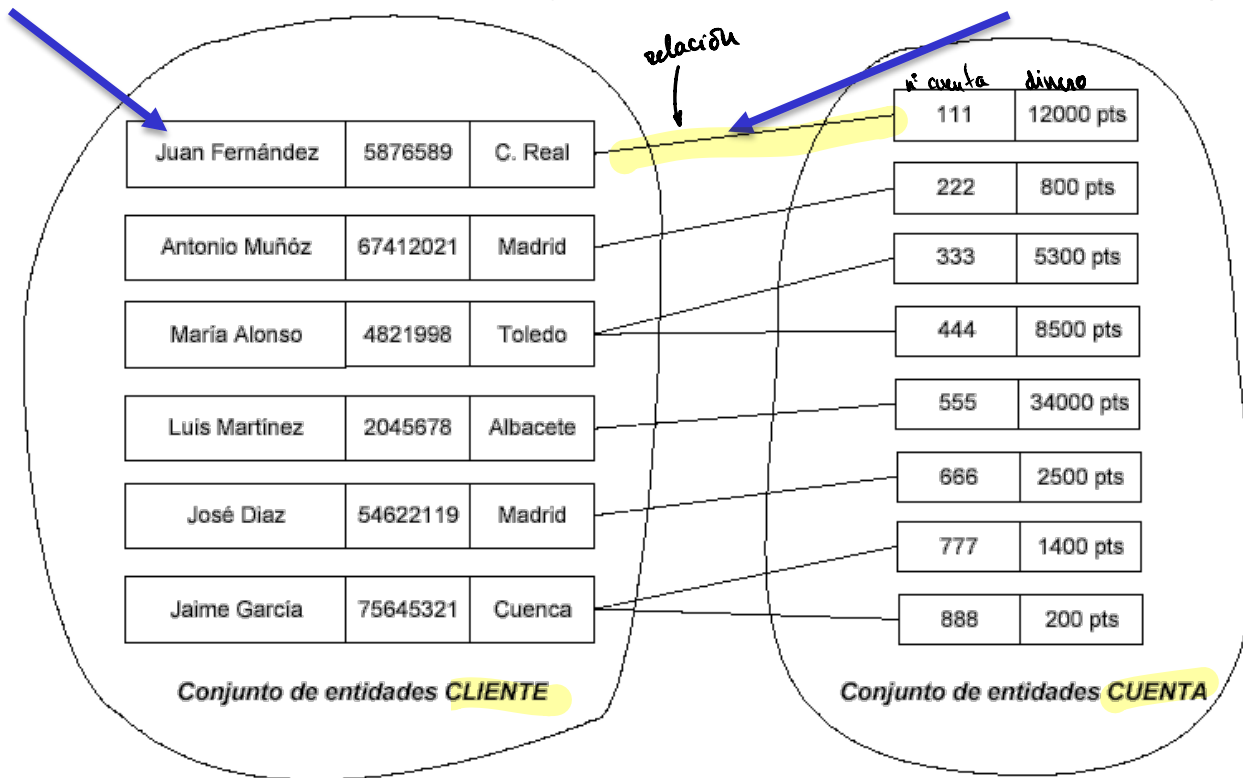 relación
nº cuenta dinero
111 12000 pts
Juan Fernández 5876589 C. Real
222 800 pts
Antonio Muñóz 67412021 Madrid
333 5300 pts
María Alonso 4821998 Toledo
444 8500 pts
555 34000 pts
Luis Martínez 2045678 Albacete
666 2500 pts
José Diaz 54622119 Madrid
777 1400 pts
Jaime García 75645321 Cuenca
888 200 pts
Conjunto de entidades CLIENTE
Conjunto de entidades CUENTA